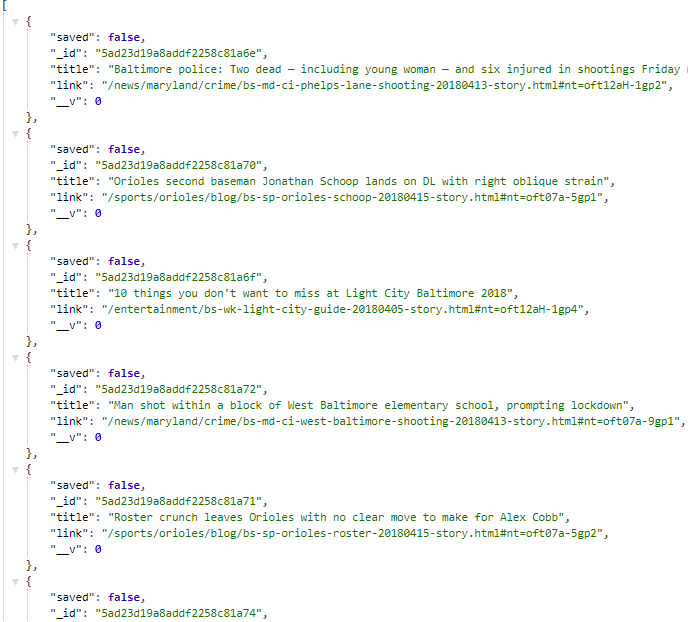 [
{
"saved": false,
"_id": "5ad23d19a8addf2258c81a6e",
"title": "Baltimore police: Two dead — including young woman — and six injured in shootings Friday
"link": "/news/maryland/crime/bs-md-ci-phelps-lane-shooting-20180413-story.html#nt=oft12aH-1gp2",
"__v": 0
},
{
"saved": false,
"_id": "5ad23d19a8addf2258c81a70",
"title": "Orioles second baseman Jonathan Schoop lands on DL with right oblique strain",
"link": "/sports/orioles/blog/bs-sp-orioles-schoop-20180415-story.html#nt=oft07a-5gp1",
"__v": 0
},
{
"saved": false,
"_id": "5ad23d19a8addf2258c81a6f",
"title": "10 things you don't want to miss at Light City Baltimore 2018",
"link": "/entertainment/bs-wk-light-city-guide-20180405-story.html#nt=oft12aH-1gp4",
"__v": 0
},
{
"saved": false,
"_id": "5ad23d19a8addf2258c81a72",
"title": "Man shot within a block of West Baltimore elementary school, prompting lockdown",
"link": "/news/maryland/crime/bs-md-ci-west-baltimore-shooting-20180413-story.html#nt=oft07a-9gp1",
"__v": 0
},
{
"saved": false,
"_id": "5ad23d19a8addf2258c81a71",
"title": "Roster crunch leaves Orioles with no clear move to make for Alex Cobb",
"link": "/sports/orioles/blog/bs-sp-orioles-roster-20180415-story.html#nt=oft07a-5gp2",
"__v": 0
},
{
"saved": false,
"_id": "5ad23d19a8addf2258c81a74",